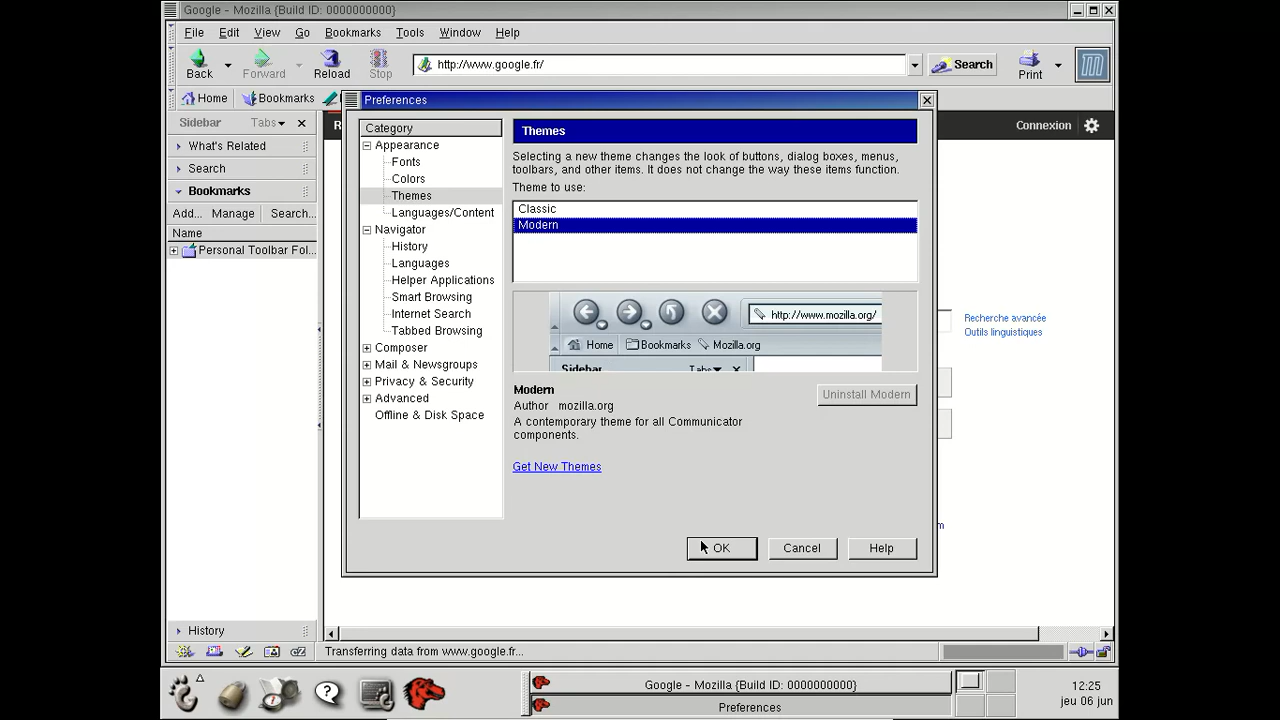 Google - Mozilla {Build ID: 0000000000}
File Edit View Go Bookmarks Tools Window Help
Back Forward Reload Stop http://www.google.fr/ Search Print
Home Bookmarks
Preferences
Sidebar Tabs
What's Related
Search
Bookmarks
Add... Manage Search...
Name
Personal Toolbar Fol...
History
Category
Appearance
Fonts
Colors
Themes
Languages/Content
Navigator
History
Languages
Helper Applications
Smart Browsing
Internet Search
Tabbed Browsing
Composer
Mail & Newsgroups
Privacy & Security
Advanced
Offline & Disk Space
Themes
Selecting a new theme changes the look of buttons, dialog boxes, menus,
toolbars, and other items. It does not change the way these items function.
Theme to use:
Classic
Modern
http://www.mozilla.org/
Home Bookmarks Mozilla.org
Sidebar Tabs
Modern
Uninstall Modern
Author mozilla.org
A contemporary theme for all Communicator
components.
Get New Themes
OK Cancel Help
R
Connexion
Recherche avancée
Outils linguistiques
m
Transferring data from www.google.fr...
Google - Mozilla {Build ID: 0000000000}
Preferences
12:25
jeu 06 jun